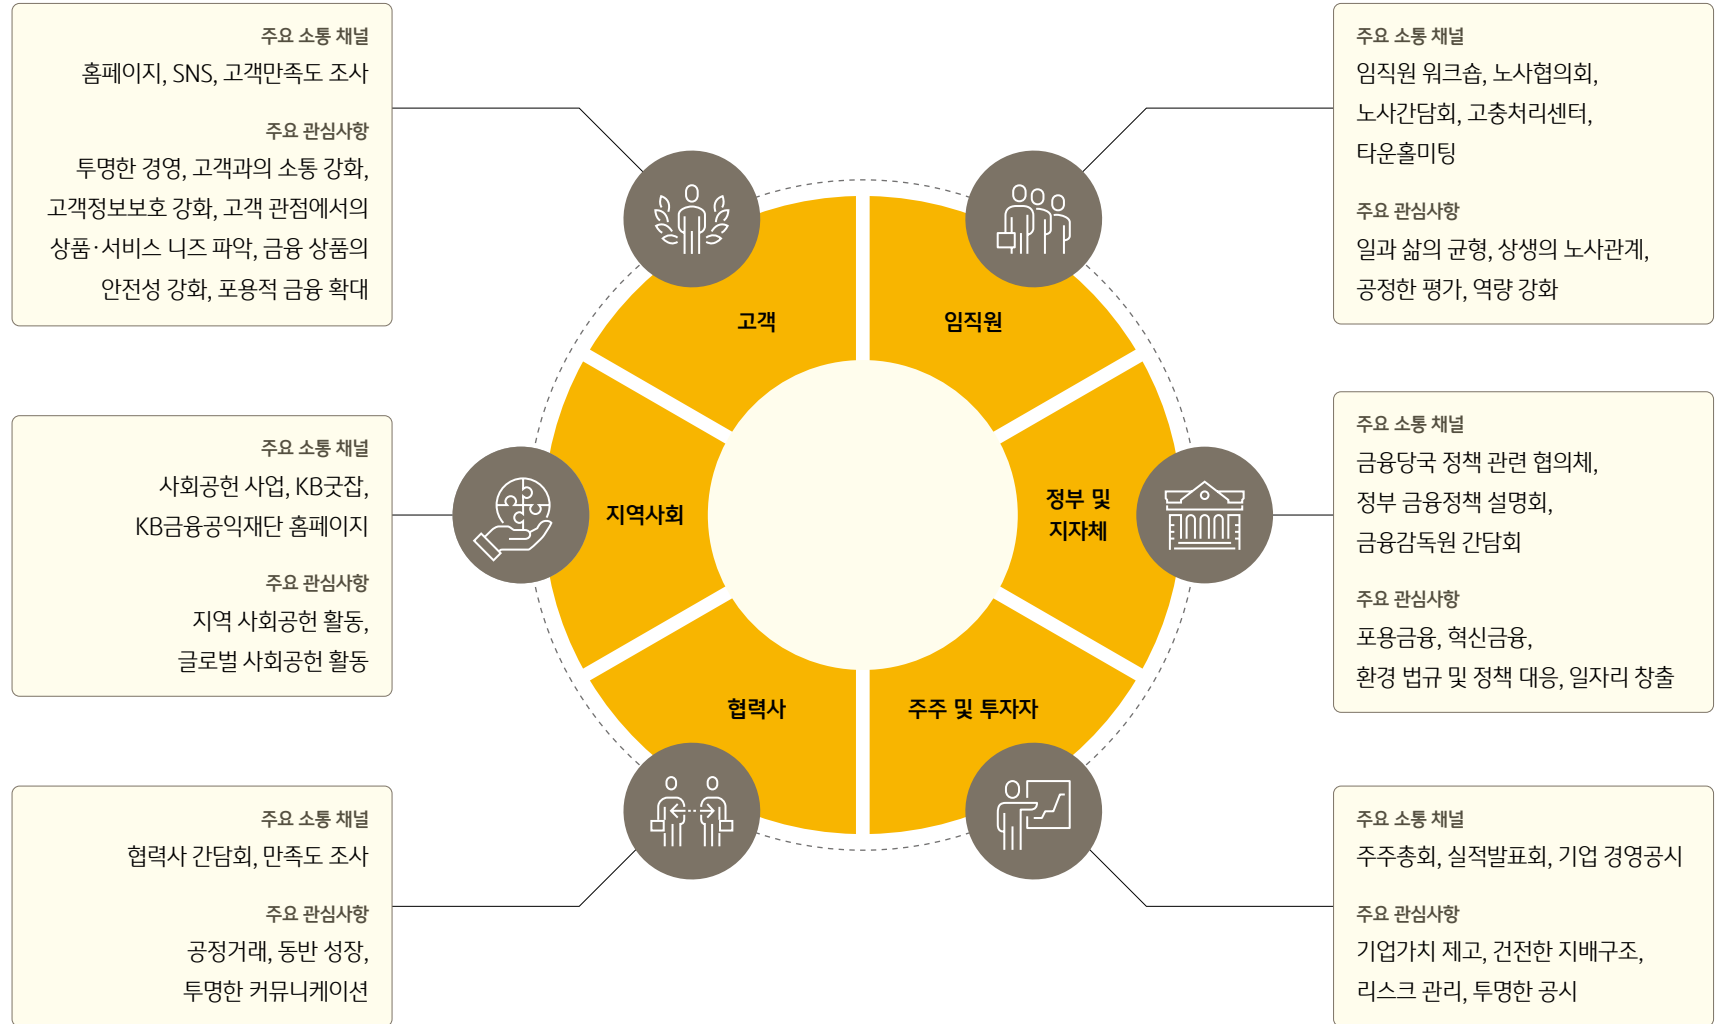 주요 소통 채널
홈페이지, SNS, 고객만족도 조사
주요 관심사항
투명한 경영, 고객과의 소통 강화,
고객정보보호 강화, 고객 관점에서의
상품·서비스 니즈 파악, 금융 상품의
안전성 강화, 포용적 금융 확대
주요 소통 채널
임직원 워크숍, 노사협의회,
노사간담회, 고충처리센터,
타운홀미팅
주요 관심사항
일과 삶의 균형, 상생의 노사관계,
공정한 평가, 역량 강화
고객
임직원
주요 소통 채널
사회공헌 사업, KB굿잡,
KB금융공익재단 홈페이지
주요 관심사항
지역 사회공헌 활동,
글로벌 사회공헌 활동
지역사회
정부 및
지자체
주요 소통 채널
금융당국 정책 관련 협의체,
정부 금융정책 설명회,
금융감독원 간담회
주요 관심사항
포용금융, 혁신금융,
환경 법규 및 정책 대응, 일자리 창출
협력사
주주 및 투자자
주요 소통 채널
협력사 간담회, 만족도 조사
주요 관심사항
공정거래, 동반 성장,
투명한 커뮤니케이션
주요 소통 채널
주주총회, 실적발표회, 기업 경영공시
주요 관심사항
기업가치 제고, 건전한 지배구조,
리스크 관리, 투명한 공시